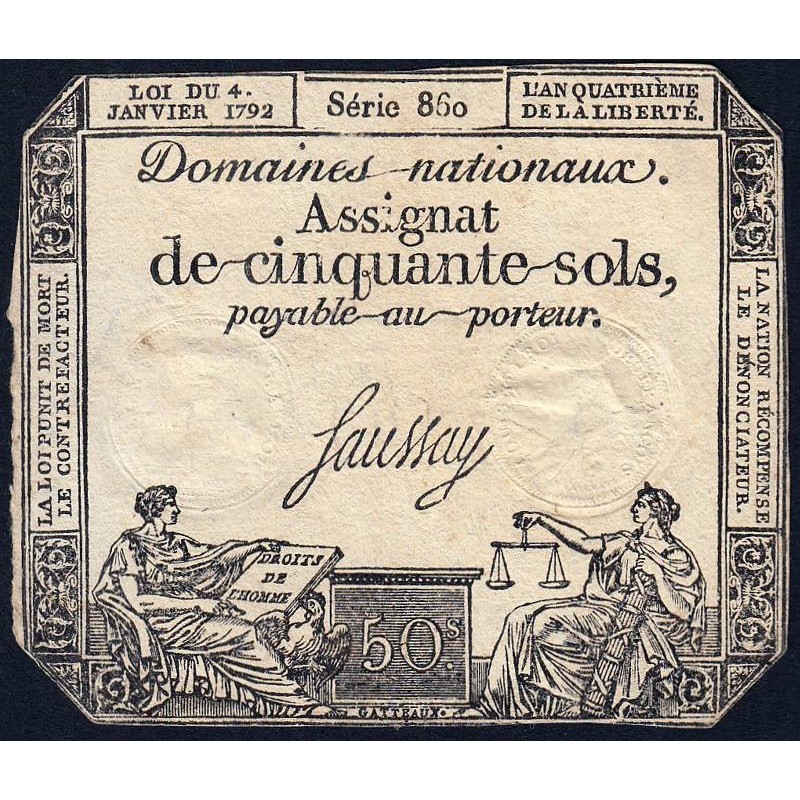 LOI DU 4.
JANVIER 1792
Série 860
L'AN QUATRIÈME
DE LA LIBERTÉ.
Domaines nationaux.
Assignat
de cinquante sols,
payable au porteur.
LA LOI PUNIT DE MORT
LE CONTREFACTEUR.
LA NATION RÉCOMPENSE
LE DÉNONCIATEUR.
Saussay
DROITS
DE
L'HOMME
50.s
GATTEAUX.